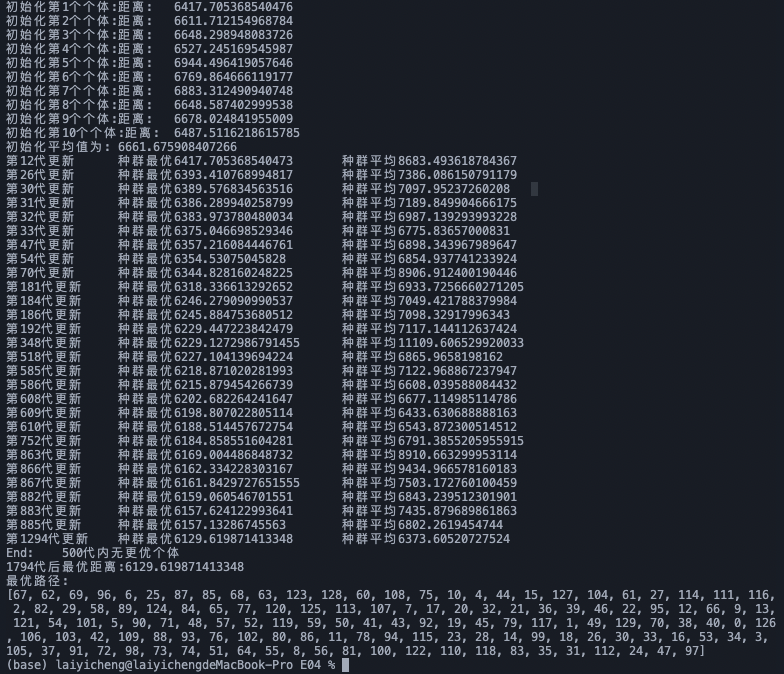 初始化第1个个体:距离:   6417.705368540476
初始化第2个个体:距离:   6611.712154968784
初始化第3个个体:距离:   6648.298948083726
初始化第4个个体:距离:   6527.245169545987
初始化第5个个体:距离:   6944.496419057646
初始化第6个个体:距离:   6769.864666119177
初始化第7个个体:距离:   6883.312490940748
初始化第8个个体:距离:   6648.587402999538
初始化第9个个体:距离:   6678.024841955009
初始化第10个个体:距离:  6487.5116218615785
初始化平均值为: 6661.675908407266
第12代更新      种群最优6417.705368540473       种群平均8683.493618784367
第26代更新      种群最优6393.410768994817       种群平均7386.086150791179
第30代更新      种群最优6389.576834563516       种群平均7097.95237260208
第31代更新      种群最优6386.289940258799       种群平均7189.849904666175
第32代更新      种群最优6383.973780480034       种群平均6987.139293993228
第33代更新      种群最优6375.046698529346       种群平均6775.83657000831
第47代更新      种群最优6357.216084446761       种群平均6898.343967989647
第54代更新      种群最优6354.53075045828        种群平均6854.937741233924
第70代更新      种群最优6344.828160248225       种群平均8906.912400190446
第181代更新     种群最优6318.336613292652       种群平均6933.7256660271205
第184代更新     种群最优6246.279090990537       种群平均7049.421788379984
第186代更新     种群最优6245.884753680512       种群平均7098.32917996343
第192代更新     种群最优6229.447223842479       种群平均7117.144112637424
第348代更新     种群最优6229.1272986791455      种群平均11109.606529920033
第518代更新     种群最优6227.104139694224       种群平均6865.9658198162
第585代更新     种群最优6218.871020281993       种群平均7122.968867237947
第586代更新     种群最优6215.879454266739       种群平均6608.039588084432
第608代更新     种群最优6202.682264241647       种群平均6677.114985114786
第609代更新     种群最优6198.807022805114       种群平均6433.630688888163
第610代更新     种群最优6188.514457672754       种群平均6543.872300514512
第752代更新     种群最优6184.858551604281       种群平均6791.3855205955915
第863代更新     种群最优6169.004486848732       种群平均8910.663299953114
第866代更新     种群最优6162.334228303167       种群平均9434.966578160183
第867代更新     种群最优6161.8429727651555      种群平均7503.172760100459
第882代更新     种群最优6159.060546701551       种群平均6843.239512301901
第883代更新     种群最优6157.624122993641       种群平均7435.879689861863
第885代更新     种群最优6157.13286745563        种群平均6802.2619454744
第1294代更新    种群最优6129.619871413348       种群平均6373.60520727524
End:    500代内无更优个体
1794代后最优距离:6129.619871413348
最优路径:
[67, 62, 69, 96, 6, 25, 87, 85, 68, 63, 123, 128, 60, 108, 75, 10, 4, 44, 15, 127, 104, 61, 27, 114, 111, 116,
 2, 82, 29, 58, 89, 124, 84, 65, 77, 120, 125, 113, 107, 7, 17, 20, 32, 21, 36, 39, 46, 22, 95, 12, 66, 9, 13,
 121, 54, 101, 5, 90, 71, 48, 57, 52, 119, 59, 50, 41, 43, 92, 19, 45, 79, 117, 1, 49, 129, 70, 38, 40, 0, 126
, 106, 103, 42, 109, 88, 93, 76, 102, 80, 86, 11, 78, 94, 115, 23, 28, 14, 99, 18, 26, 30, 33, 16, 53, 34, 3,
105, 37, 91, 72, 98, 73, 74, 51, 64, 55, 8, 56, 81, 100, 122, 110, 118, 83, 35, 31, 112, 24, 47, 97]
(base) laiyicheng@laiyichengdeMacBook-Pro E04 %